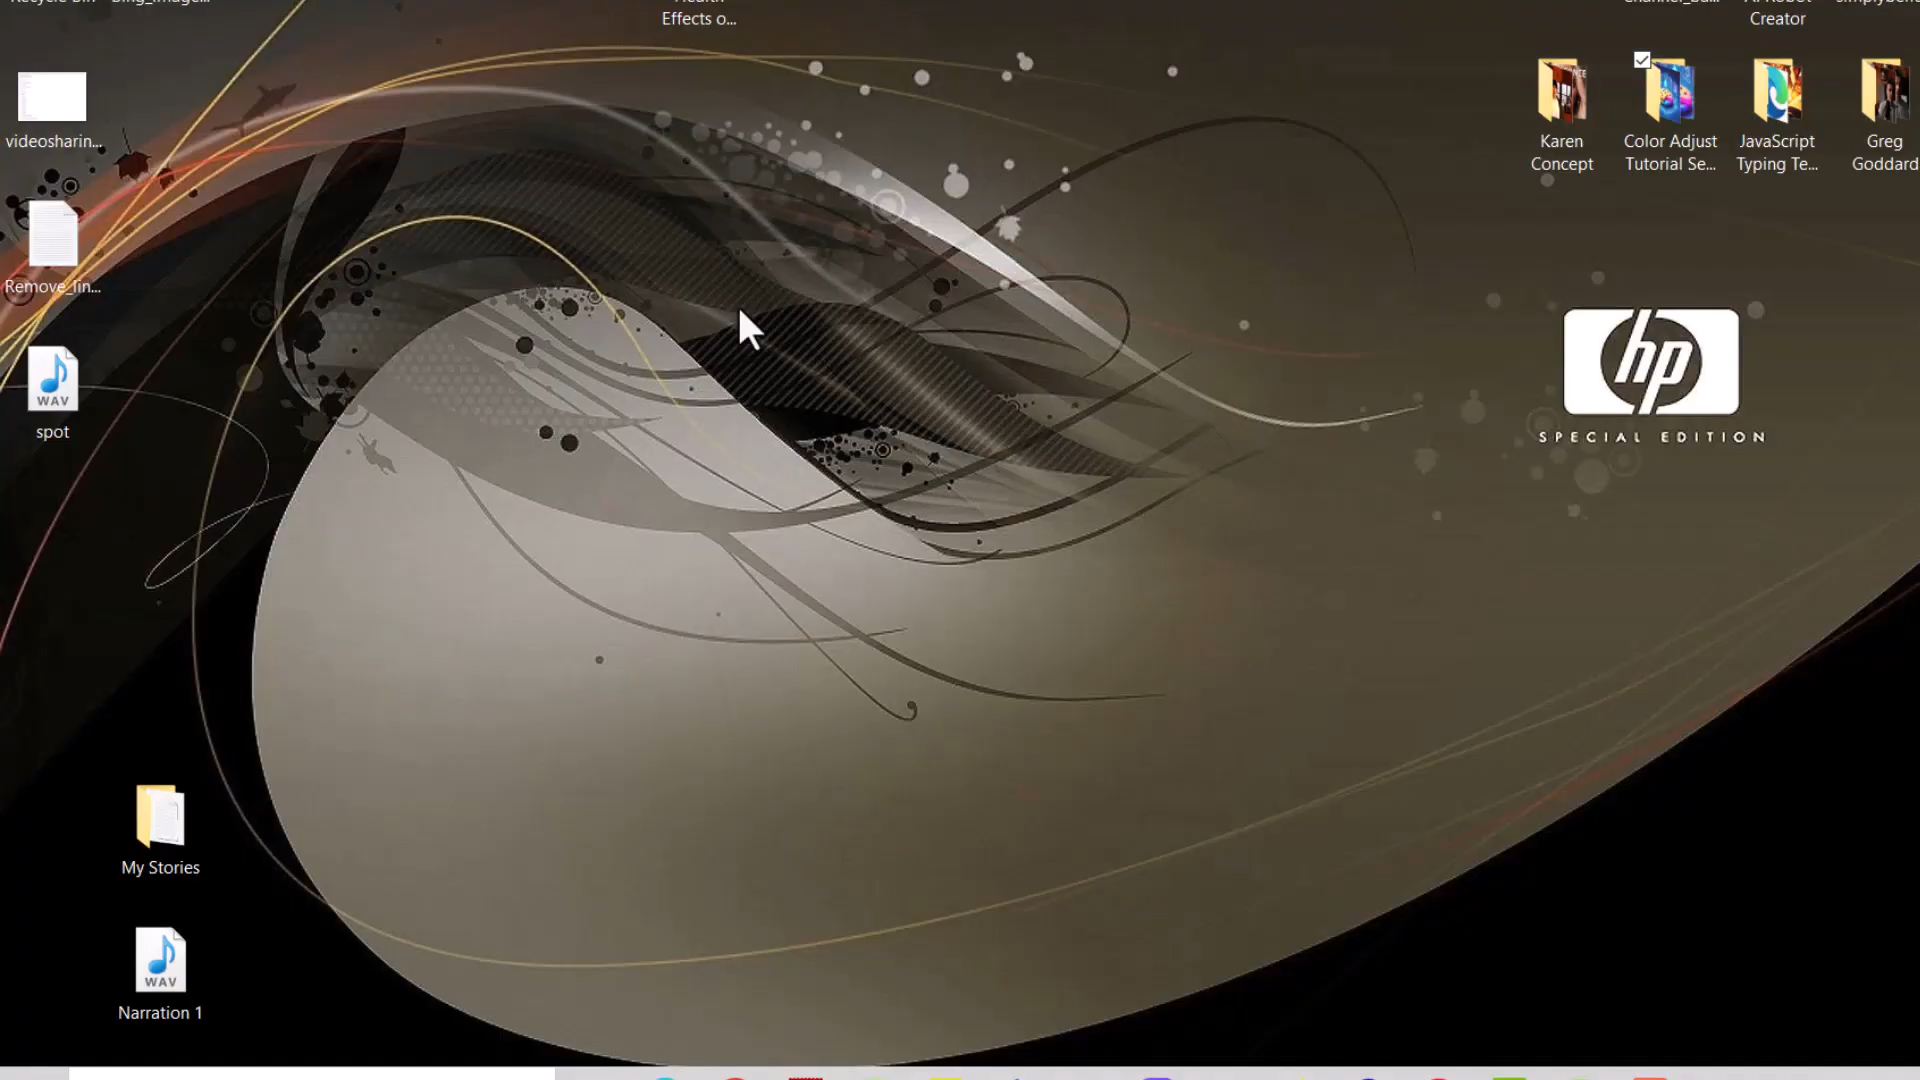 Effects o...
Creator
videosharin...
Karen
Concept
Color Adjust
Tutorial Se...
JavaScript
Typing Te...
Greg
Goddard
Remove_lin...
WAV
spot
hp
SPECIAL EDITION
My Stories
WAV
Narration 1